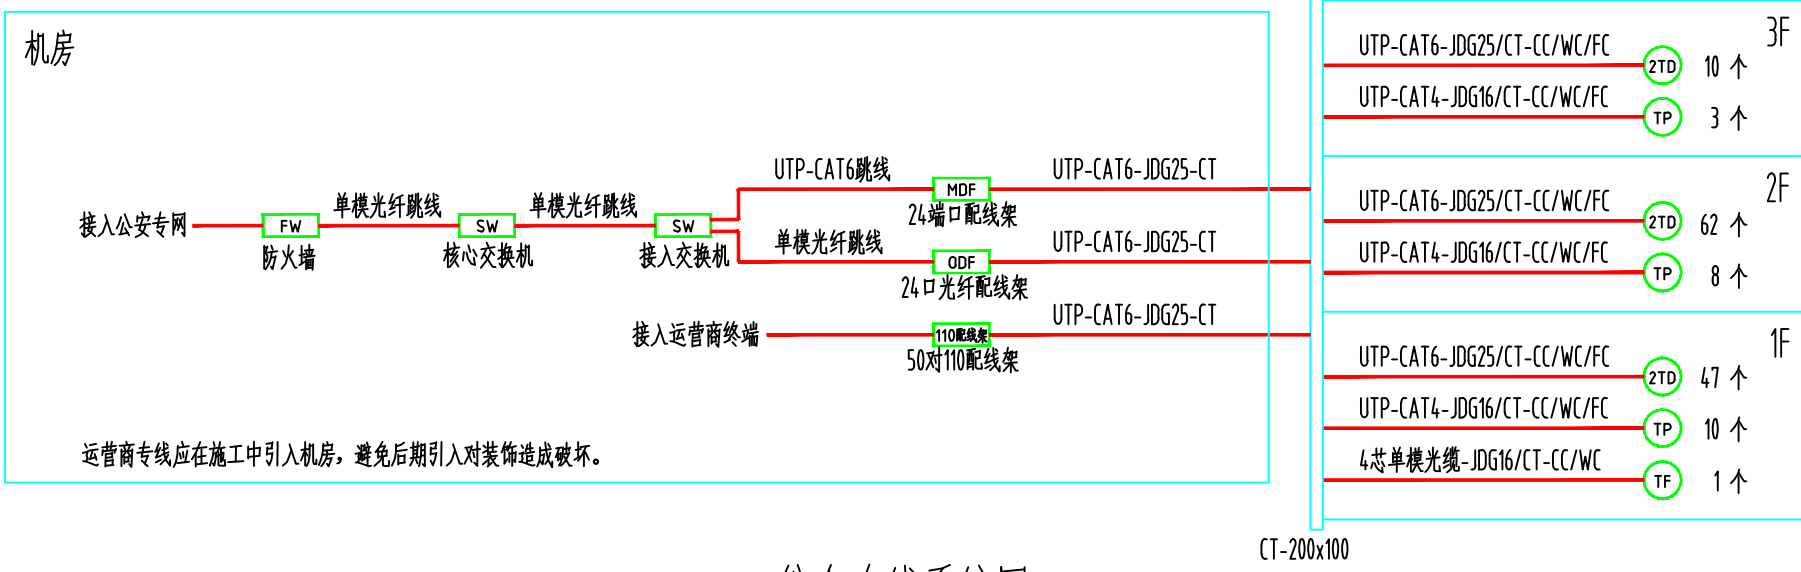 机房
接入公安专网
FW
防火墙
单模光纤跳线
SW
核心交换机
单模光纤跳线
SW
接入交换机
UTP-CAT6跳线
MDF
24端口配线架
UTP-CAT6-JDG25-CT
单模光纤跳线
ODF
24口光纤配线架
UTP-CAT6-JDG25-CT
接入运营商终端
110配线架
50对110配线架
UTP-CAT6-JDG25-CT
运营商专线应在施工中引入机房，避免后期引入对装饰造成破坏。
3F
UTP-CAT6-JDG25/CT-CC/WC/FC
2TD
10 个
UTP-CAT4-JDG16/CT-CC/WC/FC
TP
3 个
2F
UTP-CAT6-JDG25/CT-CC/WC/FC
2TD
62 个
UTP-CAT4-JDG16/CT-CC/WC/FC
TP
8 个
1F
UTP-CAT6-JDG25/CT-CC/WC/FC
2TD
47 个
UTP-CAT4-JDG16/CT-CC/WC/FC
TP
10 个
4芯单模光缆-JDG16/CT-CC/WC
TF
1 个
CT-200x100